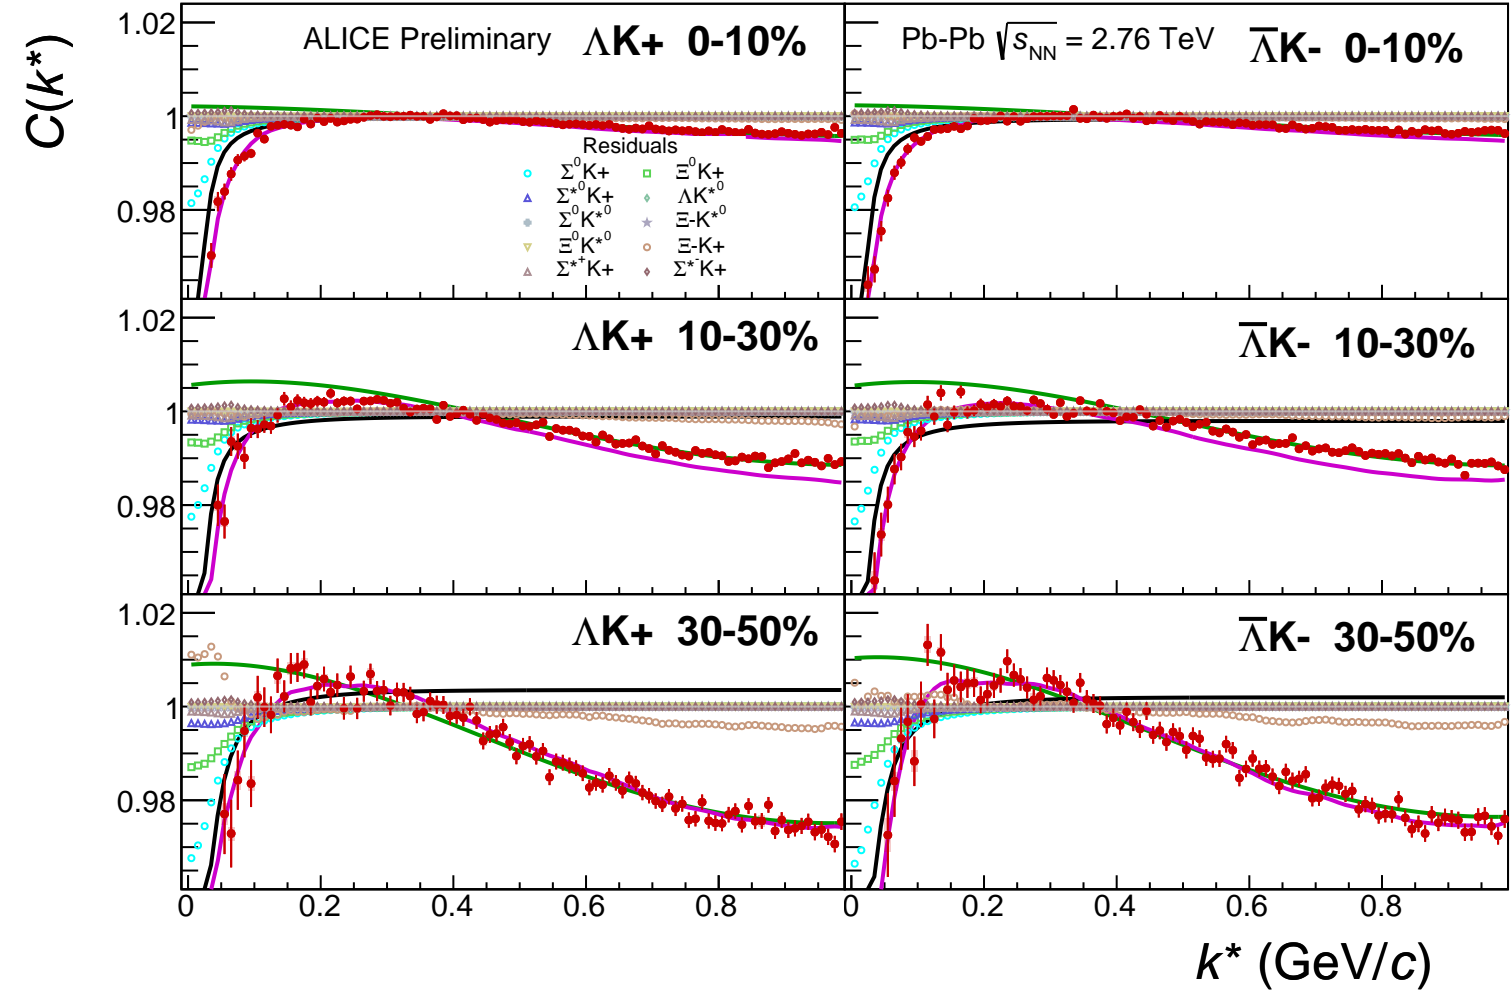 C(k*)
1.02
1
0.98
ALICE Preliminary ΛK+ 0-10%
Pb-Pb √sNN = 2.76 TeV Λ̅K- 0-10%
Residuals
Σ⁰K+ Ξ⁰K+
Σ*⁰K+ ΛK*⁰
Σ⁰K*⁰ Ξ-K*⁰
Ξ⁰K*⁰ Ξ-K+
Σ*⁺K+ Σ*⁻K+
1.02
1
0.98
ΛK+ 10-30%
Λ̅K- 10-30%
1.02
1
0.98
ΛK+ 30-50%
Λ̅K- 30-50%
0 0.2 0.4 0.6 0.8 0 0.2 0.4 0.6 0.8
k* (GeV/c)